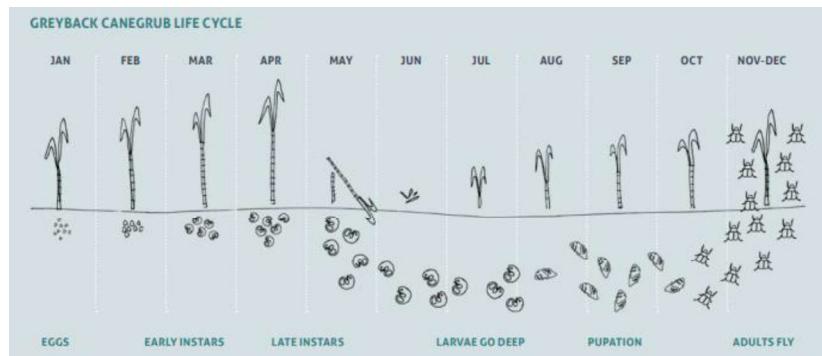 GREYBACK CANEGRUB LIFE CYCLE
JAN FEB MAR APR MAY JUN JUL AUG SEP OCT NOV-DEC
EGGS EARLY INSTARS LATE INSTARS LARVAE GO DEEP PUPATION ADULTS FLY